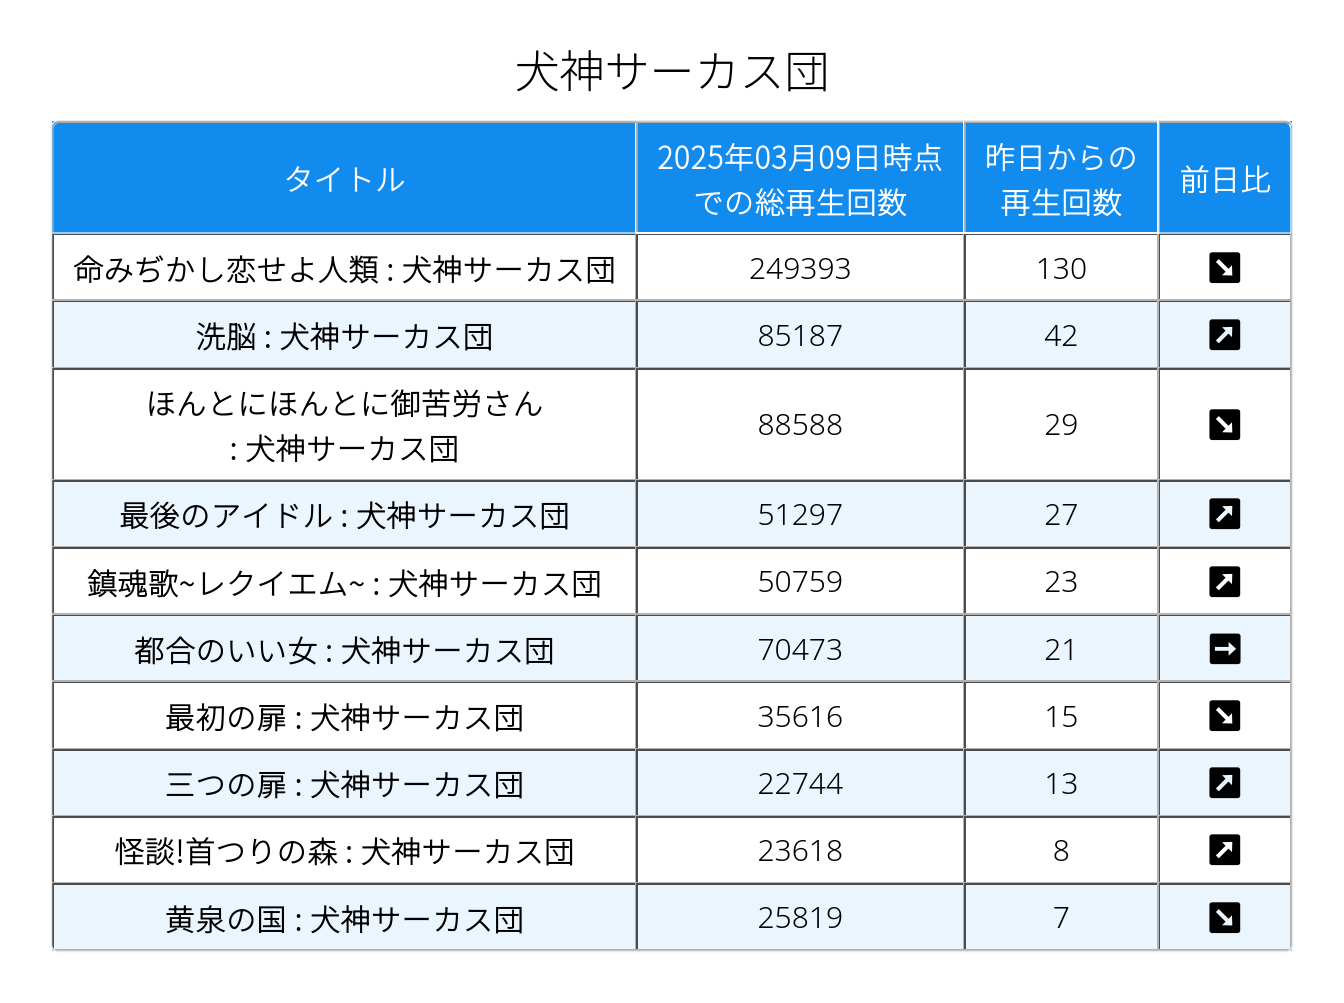 犬神サーカス団
タイトル
2025年03月09日時点
での総再生回数
昨日からの
再生回数
前日比
命みぢかし恋せよ人類 : 犬神サーカス団 249393 130 ↘
洗脳 : 犬神サーカス団 85187 42 ↗
ほんとにほんとに御苦労さん
: 犬神サーカス団 88588 29 ↘
最後のアイドル : 犬神サーカス団 51297 27 ↗
鎮魂歌~レクイエム~ : 犬神サーカス団 50759 23 ↗
都合のいい女 : 犬神サーカス団 70473 21 →
最初の扉 : 犬神サーカス団 35616 15 ↘
三つの扉 : 犬神サーカス団 22744 13 ↗
怪談!首つりの森 : 犬神サーカス団 23618 8 ↗
黄泉の国 : 犬神サーカス団 25819 7 ↘